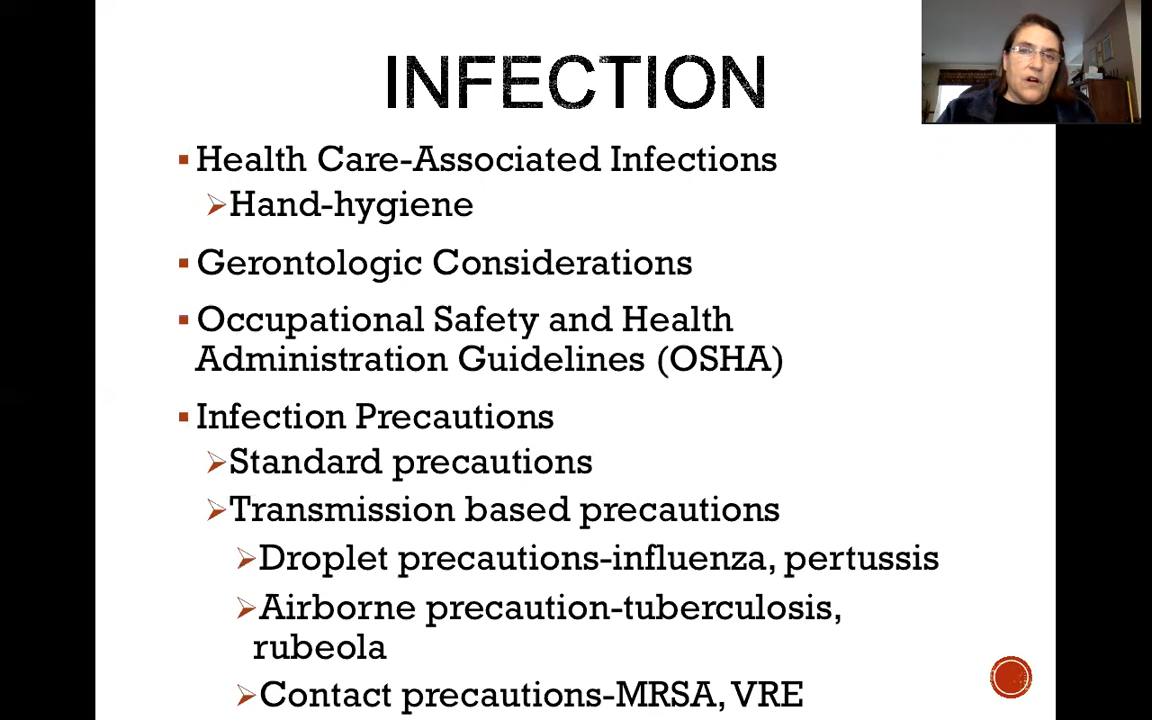 INFECTION
Health Care-Associated Infections
Hand-hygiene
Gerontologic Considerations
Occupational Safety and Health
Administration Guidelines (OSHA)
Infection Precautions
Standard precautions
Transmission based precautions
Droplet precautions-influenza, pertussis
Airborne precaution-tuberculosis,
rubeola
Contact precautions-MRSA, VRE